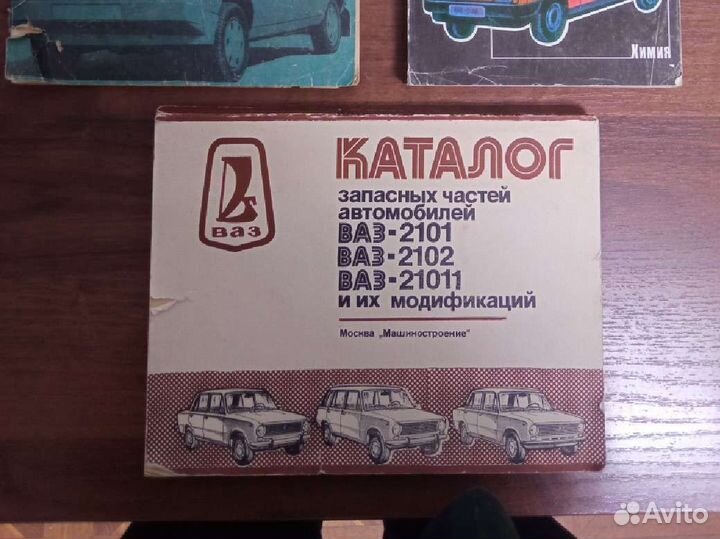 Химия
ВАЗ
КАТАЛОГ
запасных частей
автомобилей
ВАЗ-2101
ВАЗ-2102
ВАЗ-21011
и их модификаций
Москва „Машиностроение"
Avito